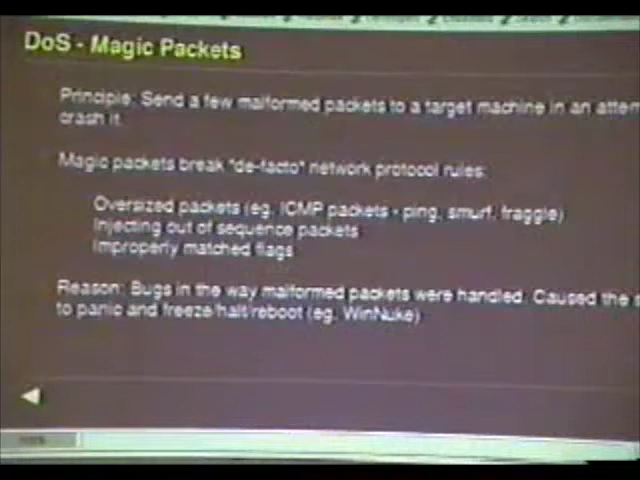 DoS - Magic Packets
Principle: Send a few malformed packets to a target machine in an
crash it.
Magic packets break "de-facto" network protocol rules:
Oversized packets (eg. ICMP packets - ping, smurf, fraggle)
Injecting out of sequence packets
Improperly matched flags
Reason: Bugs in the way malformed packets were handled. Caused the
to panic and freeze/halt/reboot (eg. WinNuke)